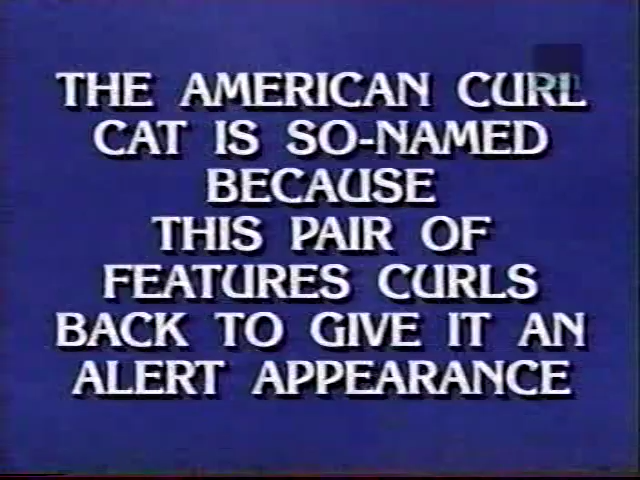 THE AMERICAN CURL
CAT IS SO-NAMED
BECAUSE
THIS PAIR OF
FEATURES CURLS
BACK TO GIVE IT AN
ALERT APPEARANCE